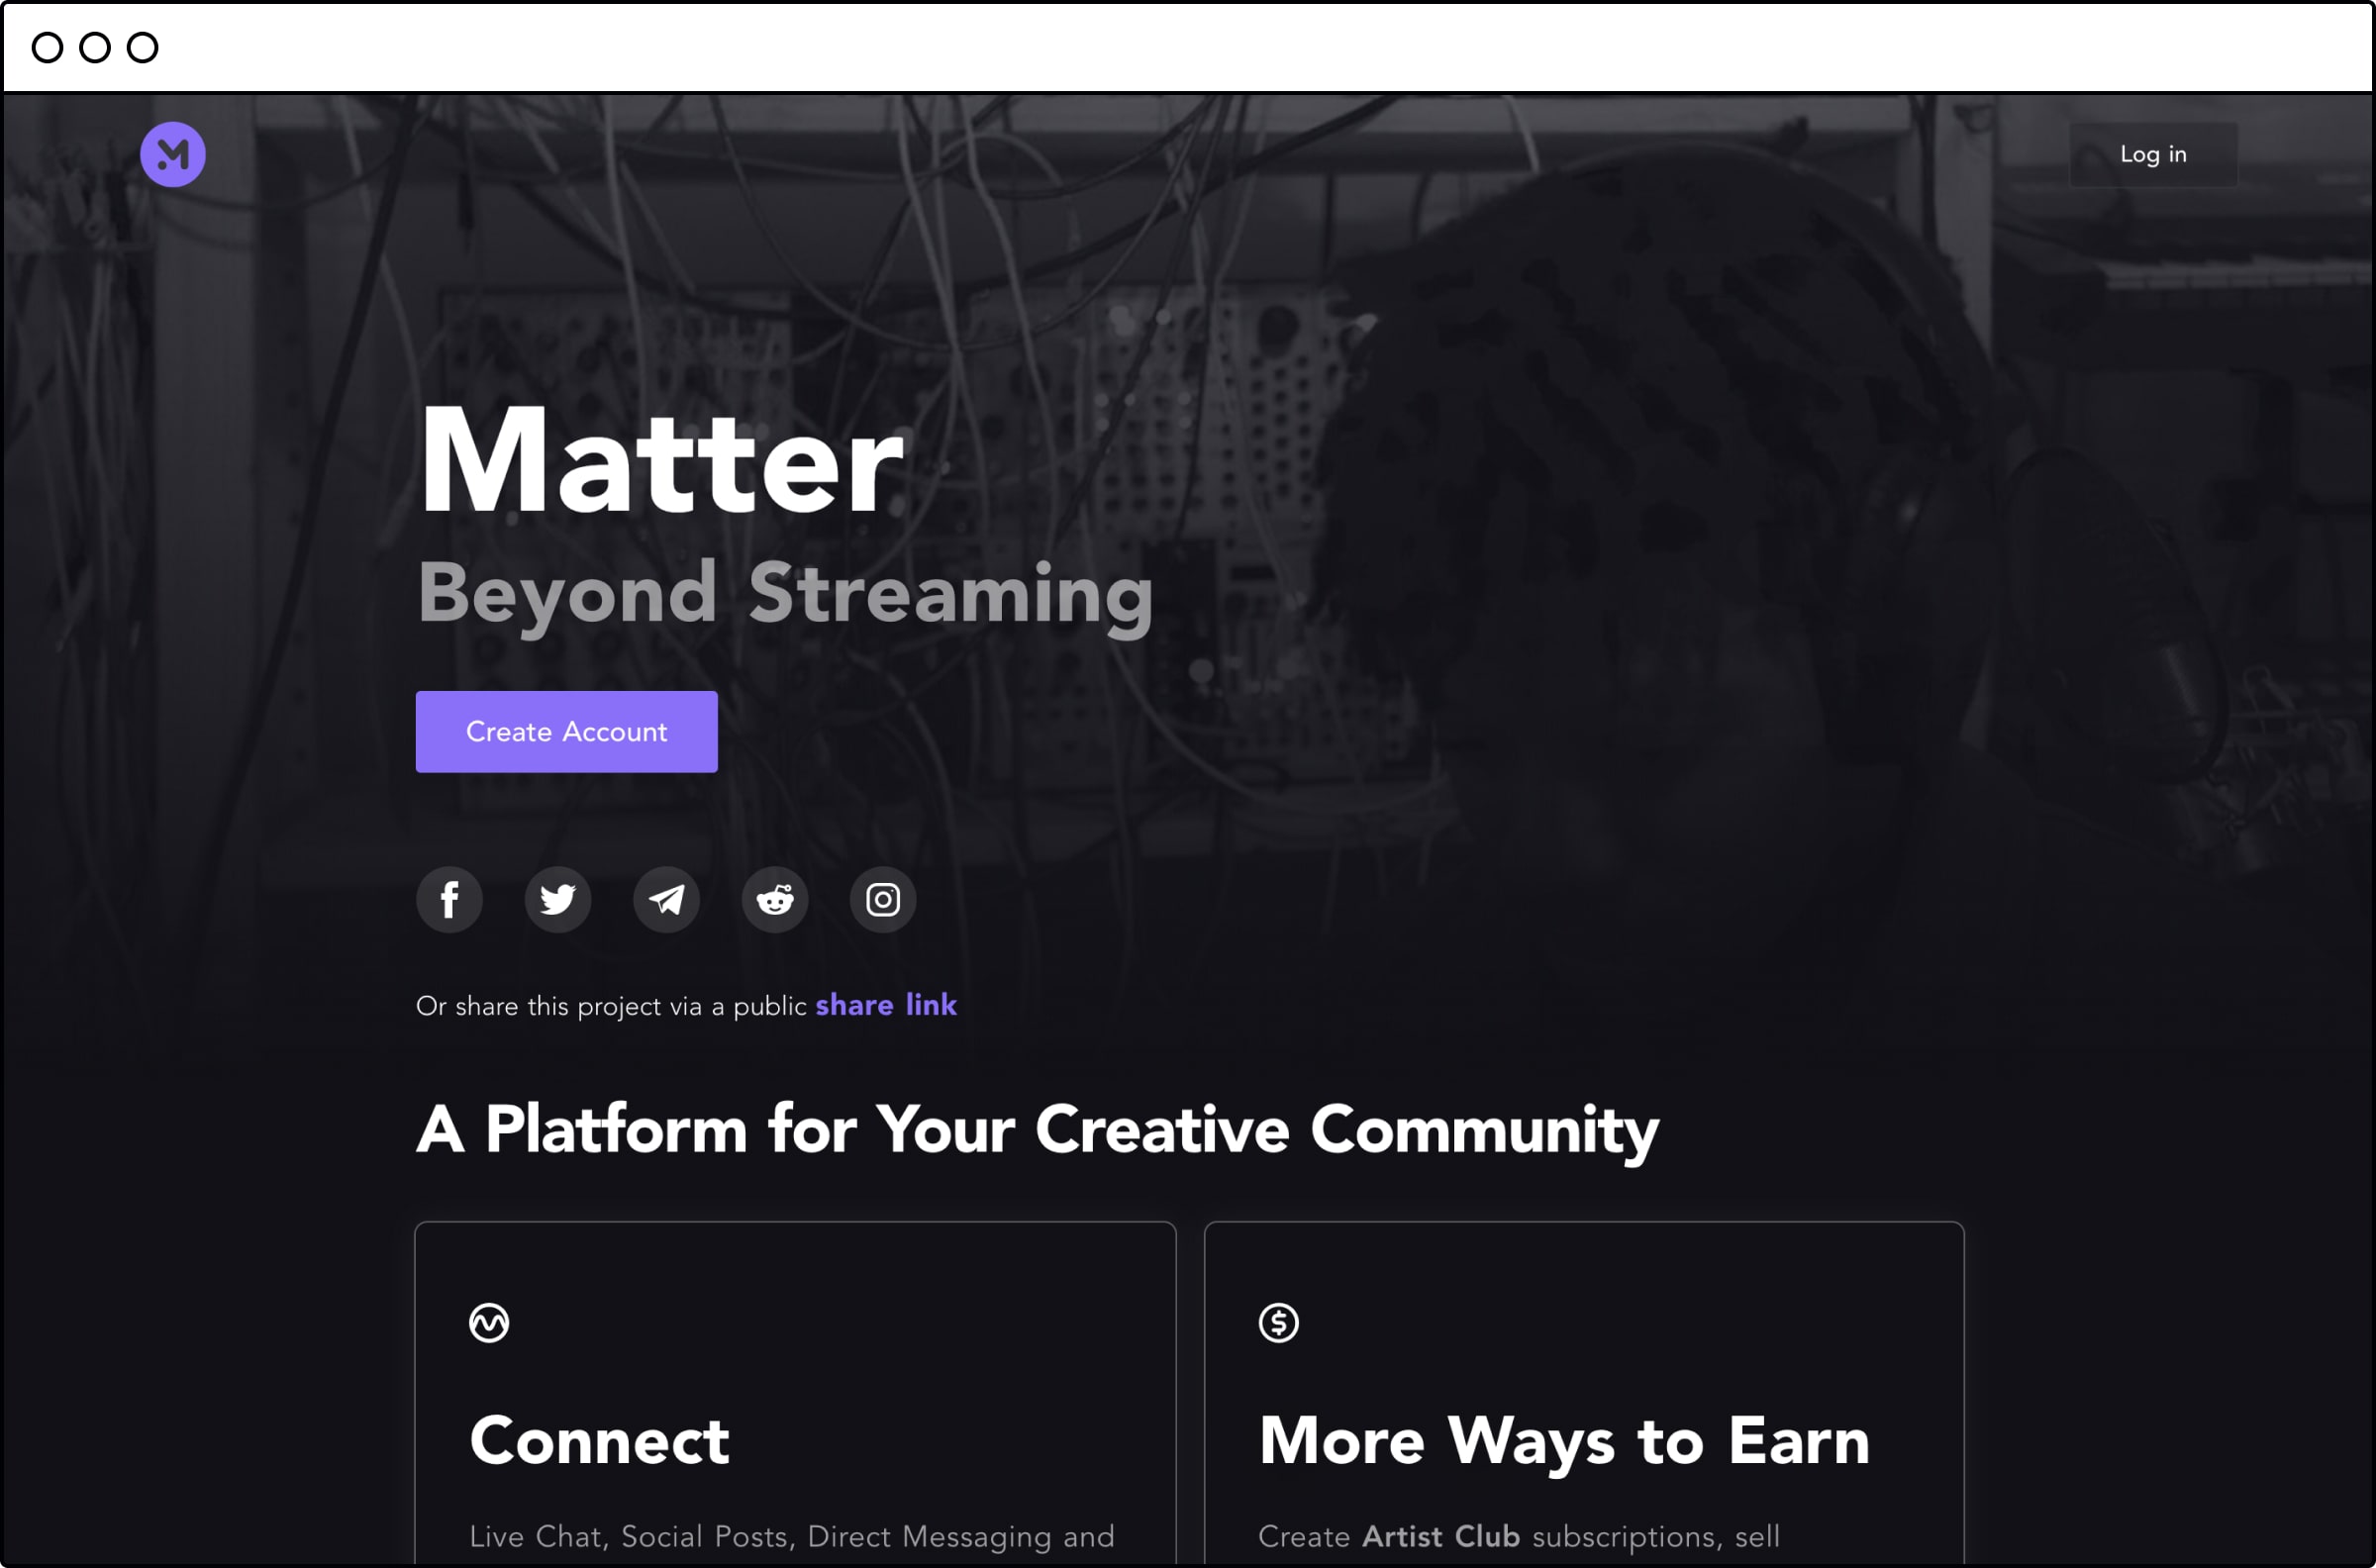 Log in
Matter
Beyond Streaming
Create Account
Or share this project via a public share link
A Platform for Your Creative Community
Connect
Live Chat, Social Posts, Direct Messaging and
More Ways to Earn
Create Artist Club subscriptions, sell